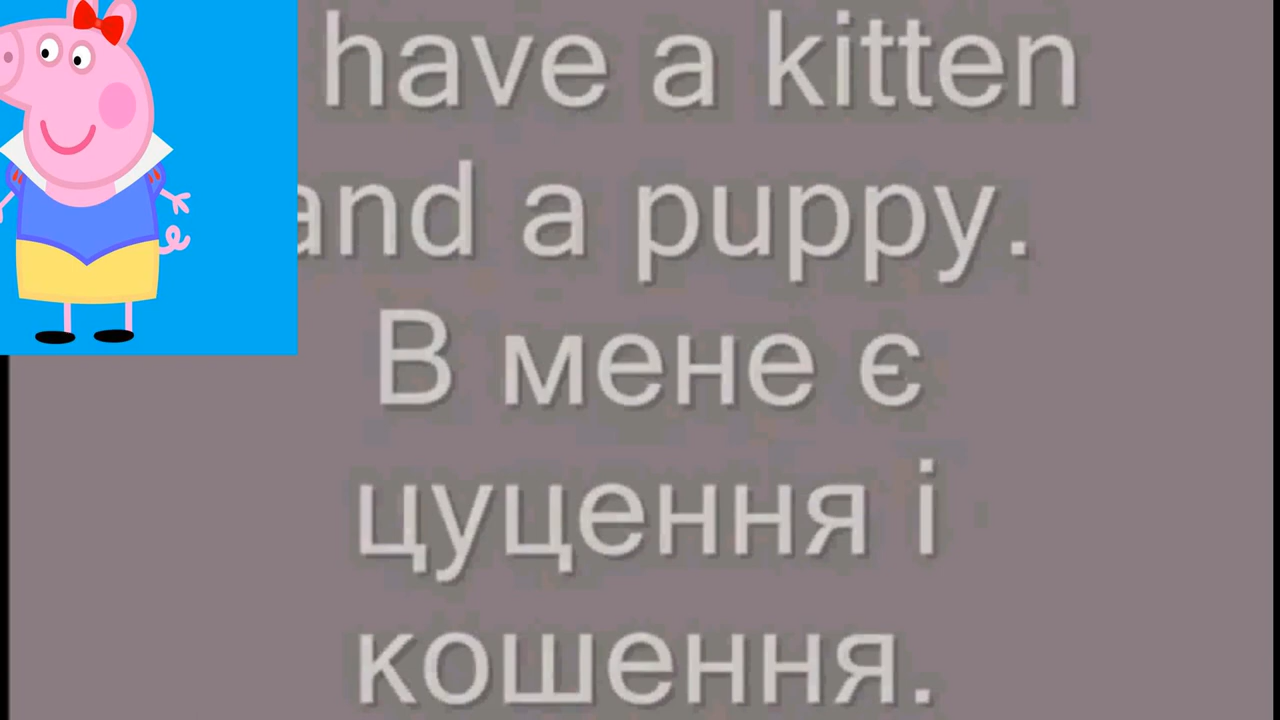 have a kitten
and a puppy.
В мене є
цуцення і
кошення.